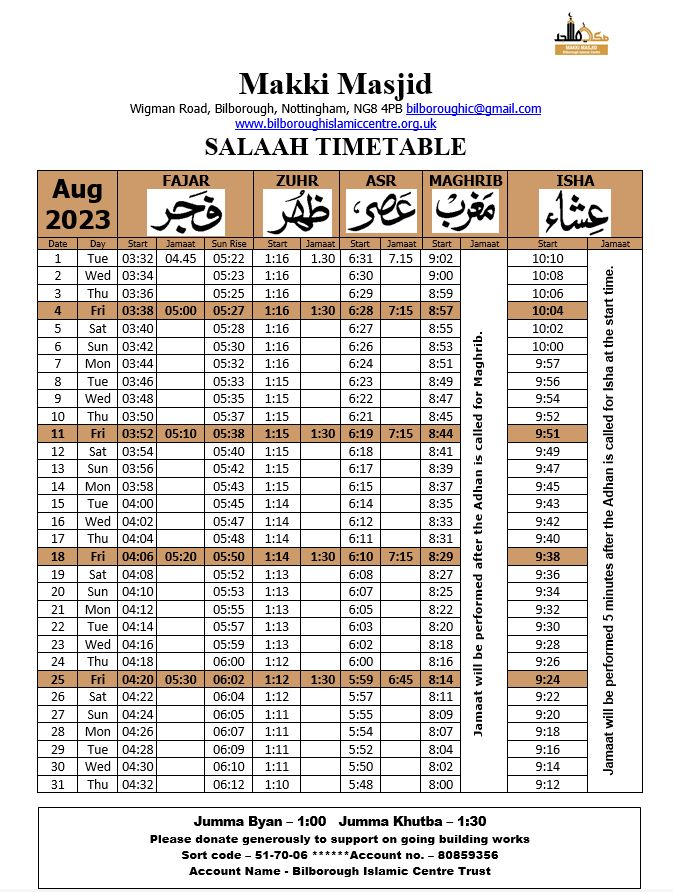 مكي مسجد
MAKKI MASJID
Bilborough Islamic Centre
Makki Masjid
Wigman Road, Bilborough, Nottingham, NG8 4PB bilboroughic@gmail.com
www.bilboroughislamiccentre.org.uk
SALAAH TIMETABLE
Aug 2023 FAJAR ZUHR ASR MAGHRIB ISHA
فَجَر ظُهُر عَصَر مَغْرِبْ عِشَاء
Date Day Start Jamaat Sun Rise Start Jamaat Start Jamaat Start Jamaat Start Jamaat
1 Tue 03:32 04.45 05:22 1:16 1.30 6:31 7.15 9:02 10:10
2 Wed 03:34 05:23 1:16 6:30 9:00 10:08
3 Thu 03:36 05:25 1:16 6:29 8:59 10:06
4 Fri 03:38 05:00 05:27 1:16 1:30 6:28 7:15 8:57 10:04
5 Sat 03:40 05:28 1:16 6:27 8:55 10:02
6 Sun 03:42 05:30 1:16 6:26 8:53 10:00
7 Mon 03:44 05:32 1:16 6:24 8:51 9:57
8 Tue 03:46 05:33 1:15 6:23 8:49 9:56
9 Wed 03:48 05:35 1:15 6:22 8:47 9:54
10 Thu 03:50 05:37 1:15 6:21 8:45 9:52
11 Fri 03:52 05:10 05:38 1:15 1:30 6:19 7:15 8:44 9:51
12 Sat 03:54 05:40 1:15 6:18 8:41 9:49
13 Sun 03:56 05:42 1:15 6:17 8:39 9:47
14 Mon 03:58 05:43 1:15 6:15 8:37 9:45
15 Tue 04:00 05:45 1:14 6:14 8:35 9:43
16 Wed 04:02 05:47 1:14 6:12 8:33 9:42
17 Thu 04:04 05:48 1:14 6:11 8:31 9:40
18 Fri 04:06 05:20 05:50 1:14 1:30 6:10 7:15 8:29 9:38
19 Sat 04:08 05:52 1:13 6:08 8:27 9:36
20 Sun 04:10 05:53 1:13 6:07 8:25 9:34
21 Mon 04:12 05:55 1:13 6:05 8:22 9:32
22 Tue 04:14 05:57 1:13 6:03 8:20 9:30
23 Wed 04:16 05:59 1:13 6:02 8:18 9:28
24 Thu 04:18 06:00 1:12 6:00 8:16 9:26
25 Fri 04:20 05:30 06:02 1:12 1:30 5:59 6:45 8:14 9:24
26 Sat 04:22 06:04 1:12 5:57 8:11 9:22
27 Sun 04:24 06:05 1:11 5:55 8:09 9:20
28 Mon 04:26 06:07 1:11 5:54 8:07 9:18
29 Tue 04:28 06:09 1:11 5:52 8:04 9:16
30 Wed 04:30 06:10 1:11 5:50 8:02 9:14
31 Thu 04:32 06:12 1:10 5:48 8:00 9:12
Jamaat will be performed after the Adhan is called for Maghrib.
Jamaat will be performed 5 minutes after the Adhan is called for Isha at the start time.
Jumma Byan – 1:00 Jumma Khutba – 1:30
Please donate generously to support on going building works
Sort code – 51-70-06 ******Account no. – 80859356
Account Name - Bilborough Islamic Centre Trust